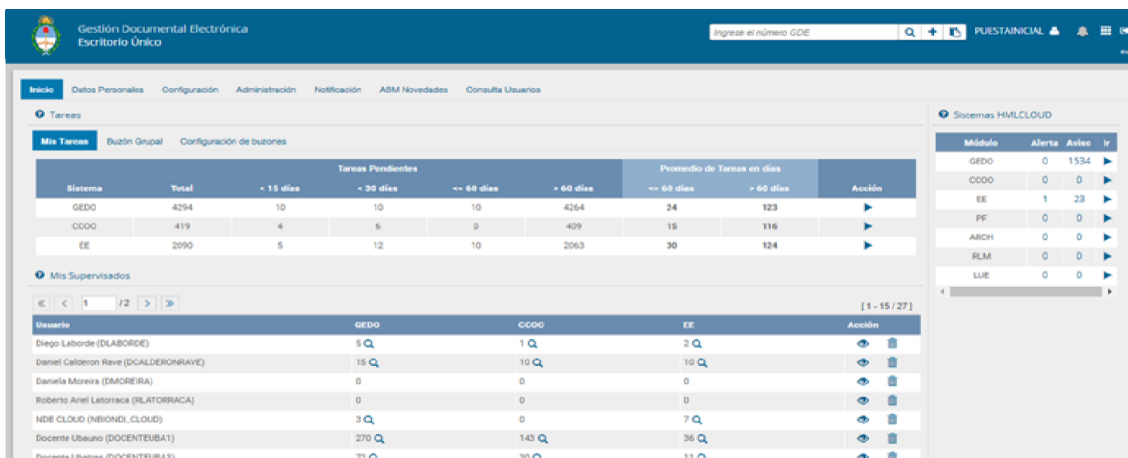 Gestión Documental Electrónica
Escritorio Único
Ingrese el número GDE
PUESTAINICIAL
Inicio Datos Personales Configuración Administración Notificación ABM Novedades Consulta Usuarios
Tareas
Mis Tareas Buzón Grupal Configuración de buzones
Tareas Pendientes Promedio de Tareas en días
Sistema Total < 15 días < 30 días <= 60 días > 60 días <= 60 días > 60 días Acción
GEDO 4294 10 10 10 4264 24 123
CCOO 419 4 6 0 409 15 116
EE 2090 5 12 10 2063 30 124
Mis Supervisados
1 /2 [ 1 - 15 / 27 ]
Usuario GEDO CCOO EE Acción
Diego Laborde (DLABORDE) 5 1 2
Daniel Calderon Rave (DCALDERONRAVE) 15 10 10
Daniela Moreira (DMOREIRA) 0 0 0
Roberto Ariel Latorraca (RLATORRACA) 0 0 0
NDB CLOUD (NBIONDI_CLOUD) 3 0 7
Docente Ubauno (DOCENTEUBA1) 270 143 36
Docente Ubatres (DOCENTEUBA3) 72 30 11
Sistemas HMLCLOUD
Módulo Alerta Aviso Ir
GEDO 0 1534
CCOO 0 0
EE 1 23
PF 0 0
ARCH 0 0
RLM 0 0
LUE 0 0